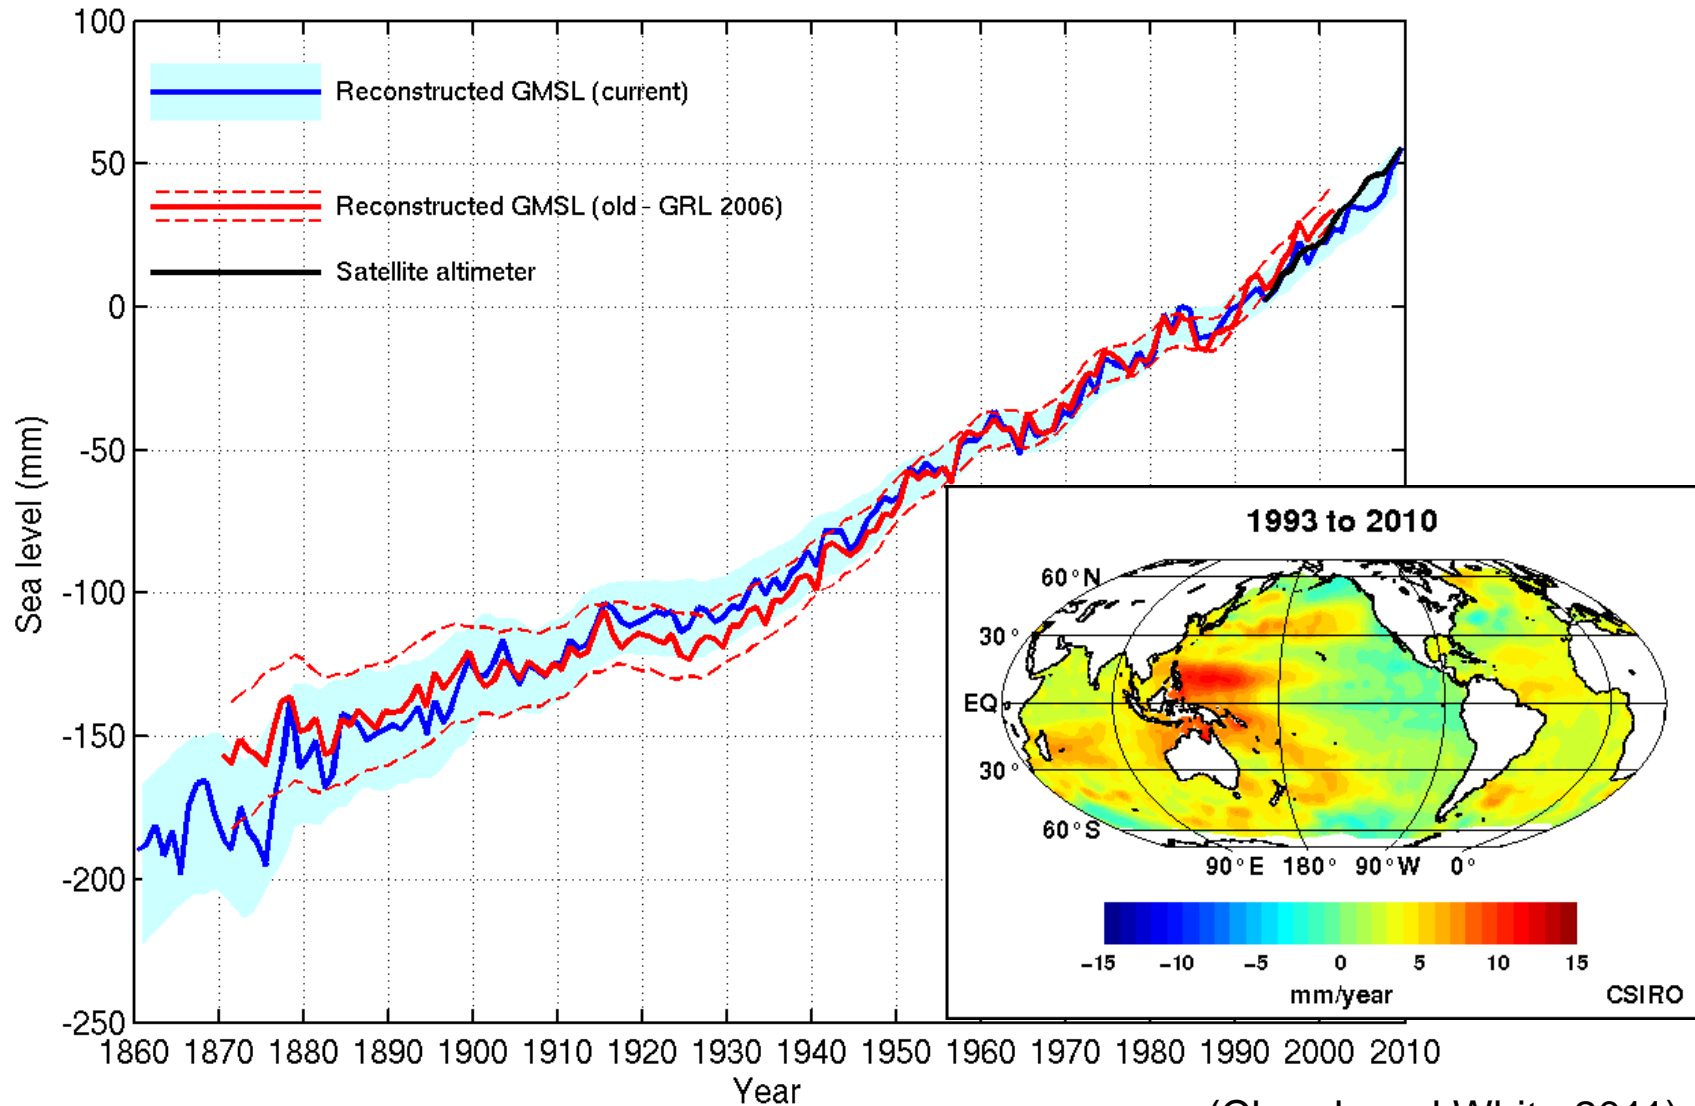 100
50
0
-50
-100
-150
-200
-250
Sea level (mm)
Reconstructed GMSL (current)
Reconstructed GMSL (old - GRL 2006)
Satellite altimeter
1860 1870 1880 1890 1900 1910 1920 1930 1940 1950 1960 1970 1980 1990 2000 2010
Year
1993 to 2010
60°N
30°
EQ
30°
60°S
90°E 180° 90°W 0°
−15 −10 −5 0 5 10 15
mm/year
CSIRO